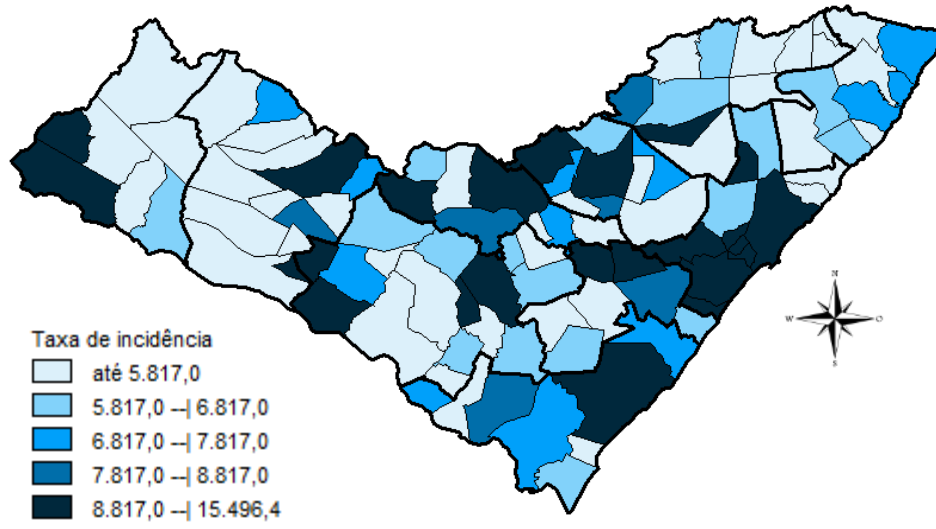 N
W
O
S
Taxa de incidência
até 5.817,0
5.817,0 --| 6.817,0
6.817,0 --| 7.817,0
7.817,0 --| 8.817,0
8.817,0 --| 15.496,4